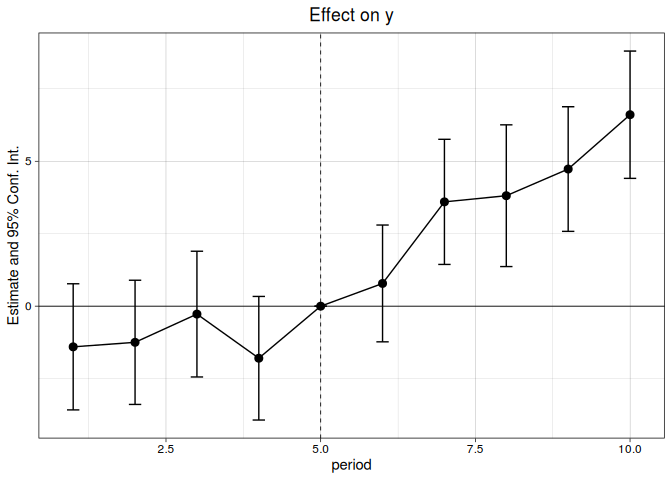 Effect on y
Estimate and 95% Conf. Int.
5
0
2.5
5.0
7.5
10.0
period